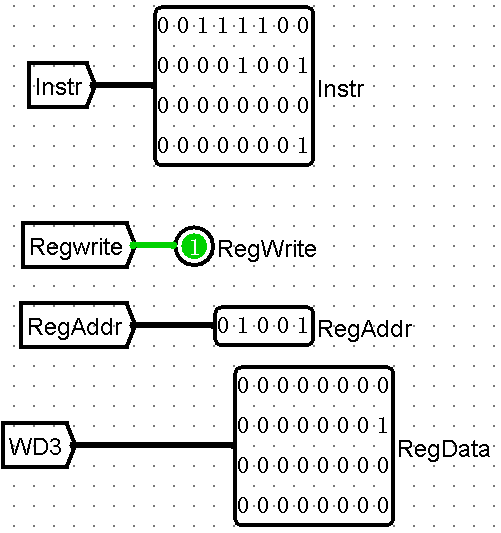 0 0 1 1 1 1 0 0
0 0 0 0 1 0 0 1
0 0 0 0 0 0 0 0
0 0 0 0 0 0 0 1
Instr
Instr
Regwrite
1
RegWrite
RegAddr
0 1 0 0 1
RegAddr
0 0 0 0 0 0 0 0
0 0 0 0 0 0 0 1
0 0 0 0 0 0 0 0
0 0 0 0 0 0 0 0
WD3
RegData